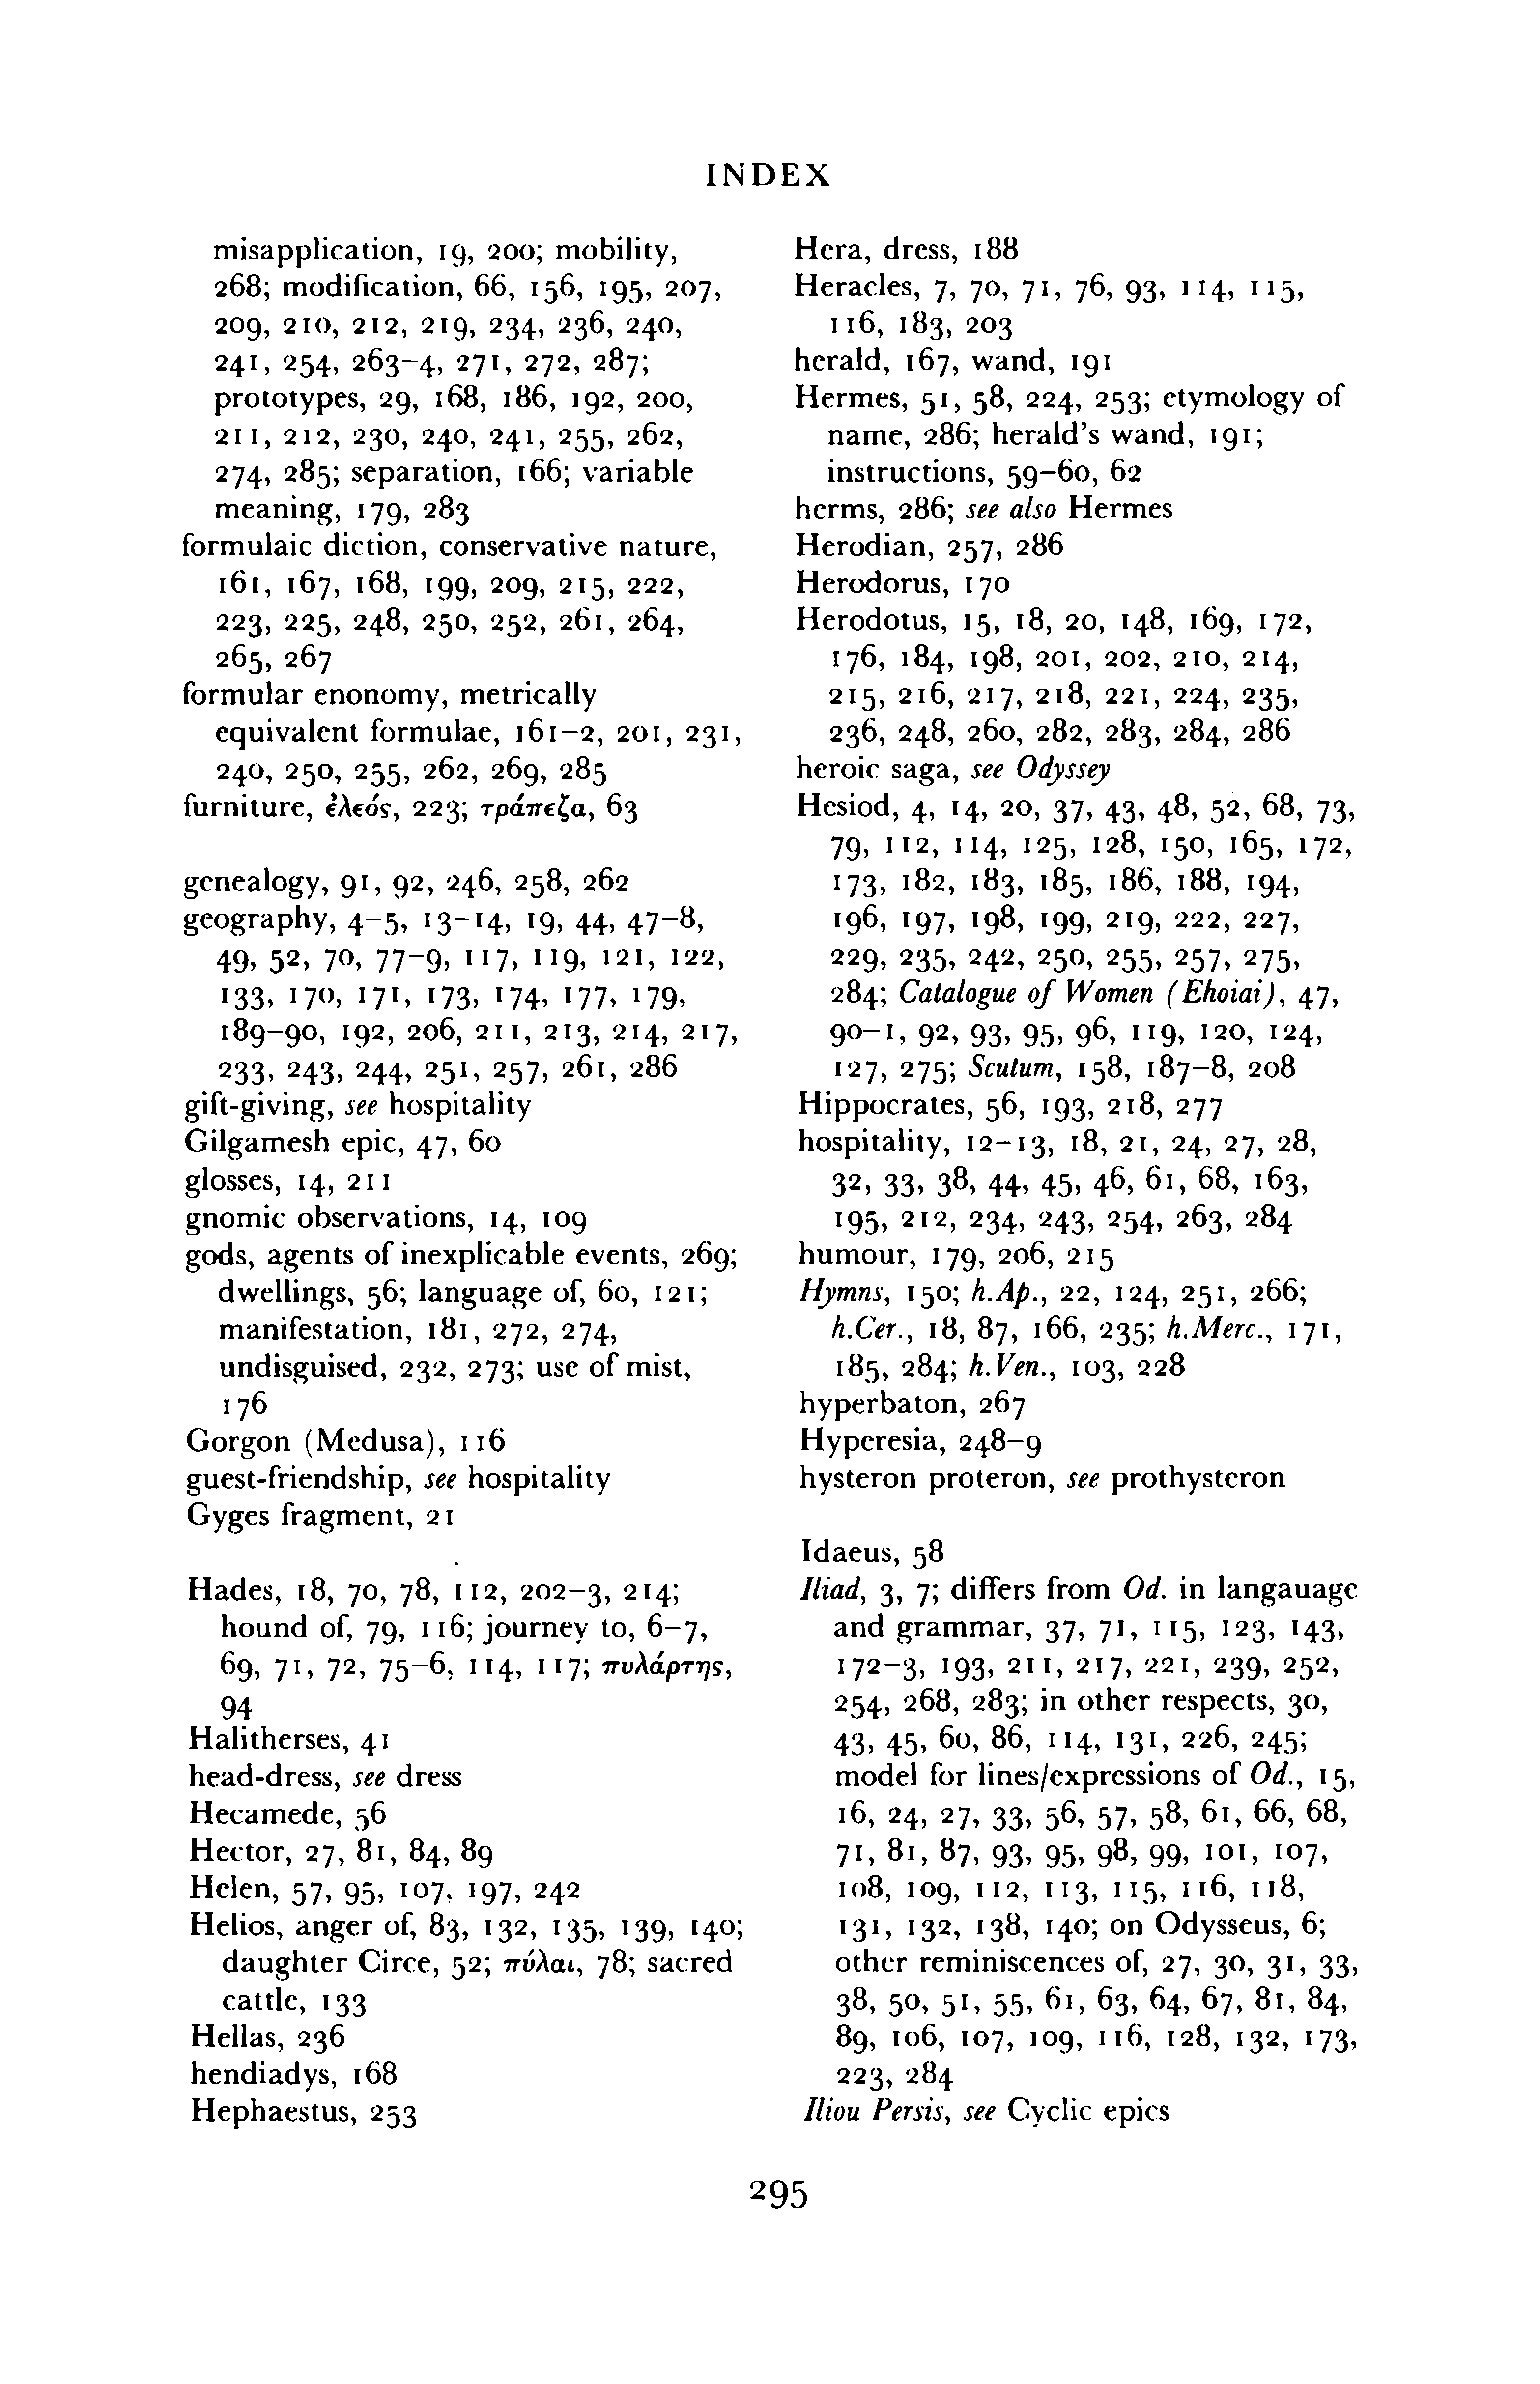 INDEX
misapplication, 19, 200; mobility,
268; modification, 66, 156, 195, 207,
209, 210, 212, 219, 234, 236, 240,
241, 254, 263–4, 271, 272, 287;
prototypes, 29, 168, 186, 192, 200,
211, 212, 230, 240, 241, 255, 262,
274, 285; separation, 166; variable
meaning, 179, 283
formulaic diction, conservative nature,
161, 167, 168, 199, 209, 215, 222,
223, 225, 248, 250, 252, 261, 264,
265, 267
formular enonomy, metrically
equivalent formulae, 161–2, 201, 231,
240, 250, 255, 262, 269, 285
furniture, ἐλεός, 223; τράπεζα, 63
genealogy, 91, 92, 246, 258, 262
geography, 4–5, 13–14, 19, 44, 47–8,
49, 52, 70, 77–9, 117, 119, 121, 122,
133, 170, 171, 173, 174, 177, 179,
189–90, 192, 206, 211, 213, 214, 217,
233, 243, 244, 251, 257, 261, 286
gift-giving, see hospitality
Gilgamesh epic, 47, 60
glosses, 14, 211
gnomic observations, 14, 109
gods, agents of inexplicable events, 269;
dwellings, 56; language of, 60, 121;
manifestation, 181, 272, 274,
undisguised, 232, 273; use of mist,
176
Gorgon (Medusa), 116
guest-friendship, see hospitality
Gyges fragment, 21
Hades, 18, 70, 78, 112, 202–3, 214;
hound of, 79, 116; journey to, 6–7,
69, 71, 72, 75–6, 114, 117; πυλάρτης,
94
Halitherses, 41
head-dress, see dress
Hecamede, 56
Hector, 27, 81, 84, 89
Helen, 57, 95, 107, 197, 242
Helios, anger of, 83, 132, 135, 139, 140;
daughter Circe, 52; πύλαι, 78; sacred
cattle, 133
Hellas, 236
hendiadys, 168
Hephaestus, 253
Hera, dress, 188
Heracles, 7, 70, 71, 76, 93, 114, 115,
116, 183, 203
herald, 167, wand, 191
Hermes, 51, 58, 224, 253; etymology of
name, 286; herald's wand, 191;
instructions, 59–60, 62
herms, 286; see also Hermes
Herodian, 257, 286
Herodorus, 170
Herodotus, 15, 18, 20, 148, 169, 172,
176, 184, 198, 201, 202, 210, 214,
215, 216, 217, 218, 221, 224, 235,
236, 248, 260, 282, 283, 284, 286
heroic saga, see Odyssey
Hesiod, 4, 14, 20, 37, 43, 48, 52, 68, 73,
79, 112, 114, 125, 128, 150, 165, 172,
173, 182, 183, 185, 186, 188, 194,
196, 197, 198, 199, 219, 222, 227,
229, 235, 242, 250, 255, 257, 275,
284; Catalogue of Women (Ehoiai), 47,
90–1, 92, 93, 95, 96, 119, 120, 124,
127, 275; Scutum, 158, 187–8, 208
Hippocrates, 56, 193, 218, 277
hospitality, 12–13, 18, 21, 24, 27, 28,
32, 33, 38, 44, 45, 46, 61, 68, 163,
195, 212, 234, 243, 254, 263, 284
humour, 179, 206, 215
Hymns, 150; h.Ap., 22, 124, 251, 266;
h.Cer., 18, 87, 166, 235; h.Merc., 171,
185, 284; h.Ven., 103, 228
hyperbaton, 267
Hyperesia, 248–9
hysteron proteron, see prothysteron
Idaeus, 58
Iliad, 3, 7; differs from Od. in langauage
and grammar, 37, 71, 115, 123, 143,
172–3, 193, 211, 217, 221, 239, 252,
254, 268, 283; in other respects, 30,
43, 45, 60, 86, 114, 131, 226, 245;
model for lines/expressions of Od., 15,
16, 24, 27, 33, 56, 57, 58, 61, 66, 68,
71, 81, 87, 93, 95, 98, 99, 101, 107,
108, 109, 112, 113, 115, 116, 118,
131, 132, 138, 140; on Odysseus, 6;
other reminiscences of, 27, 30, 31, 33,
38, 50, 51, 55, 61, 63, 64, 67, 81, 84,
89, 106, 107, 109, 116, 128, 132, 173,
223, 284
Iliou Persis, see Cyclic epics
295